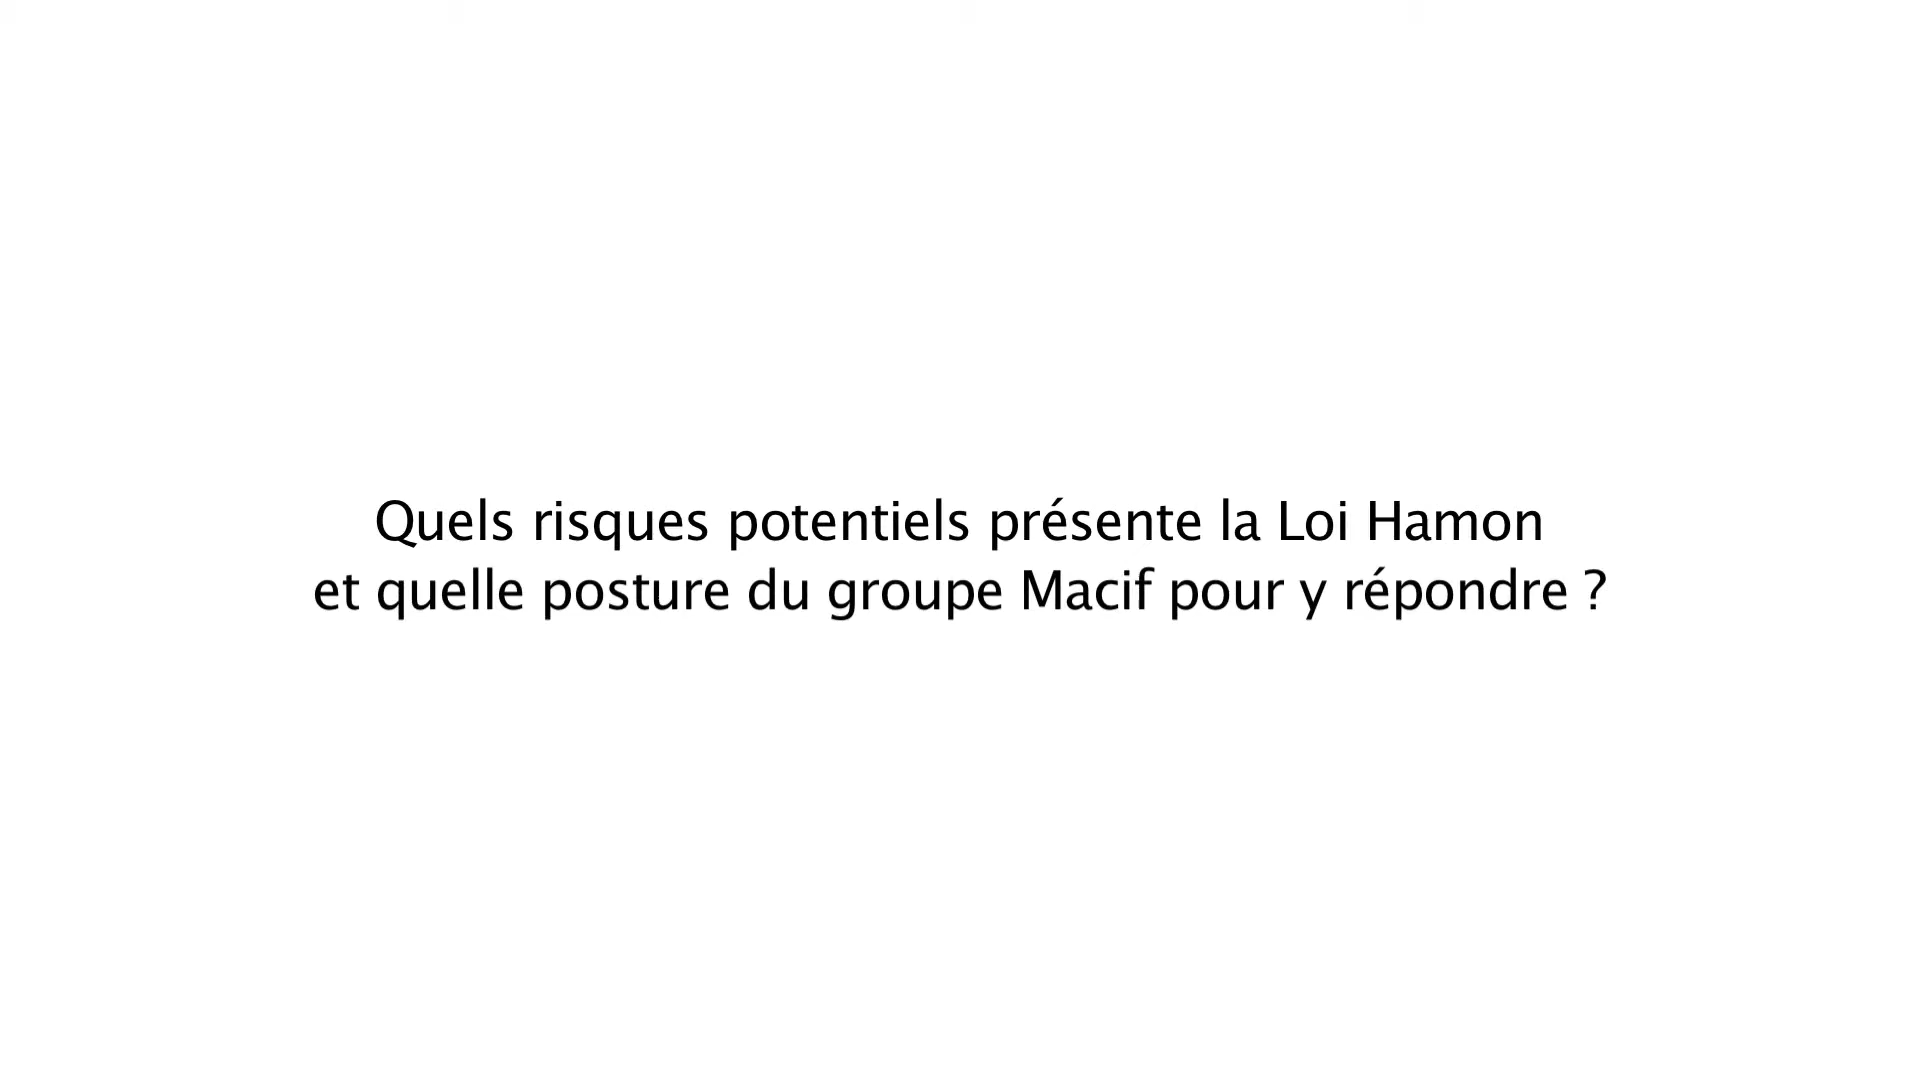 Quels risques potentiels présente la Loi Hamon
et quelle posture du groupe Macif pour y répondre ?